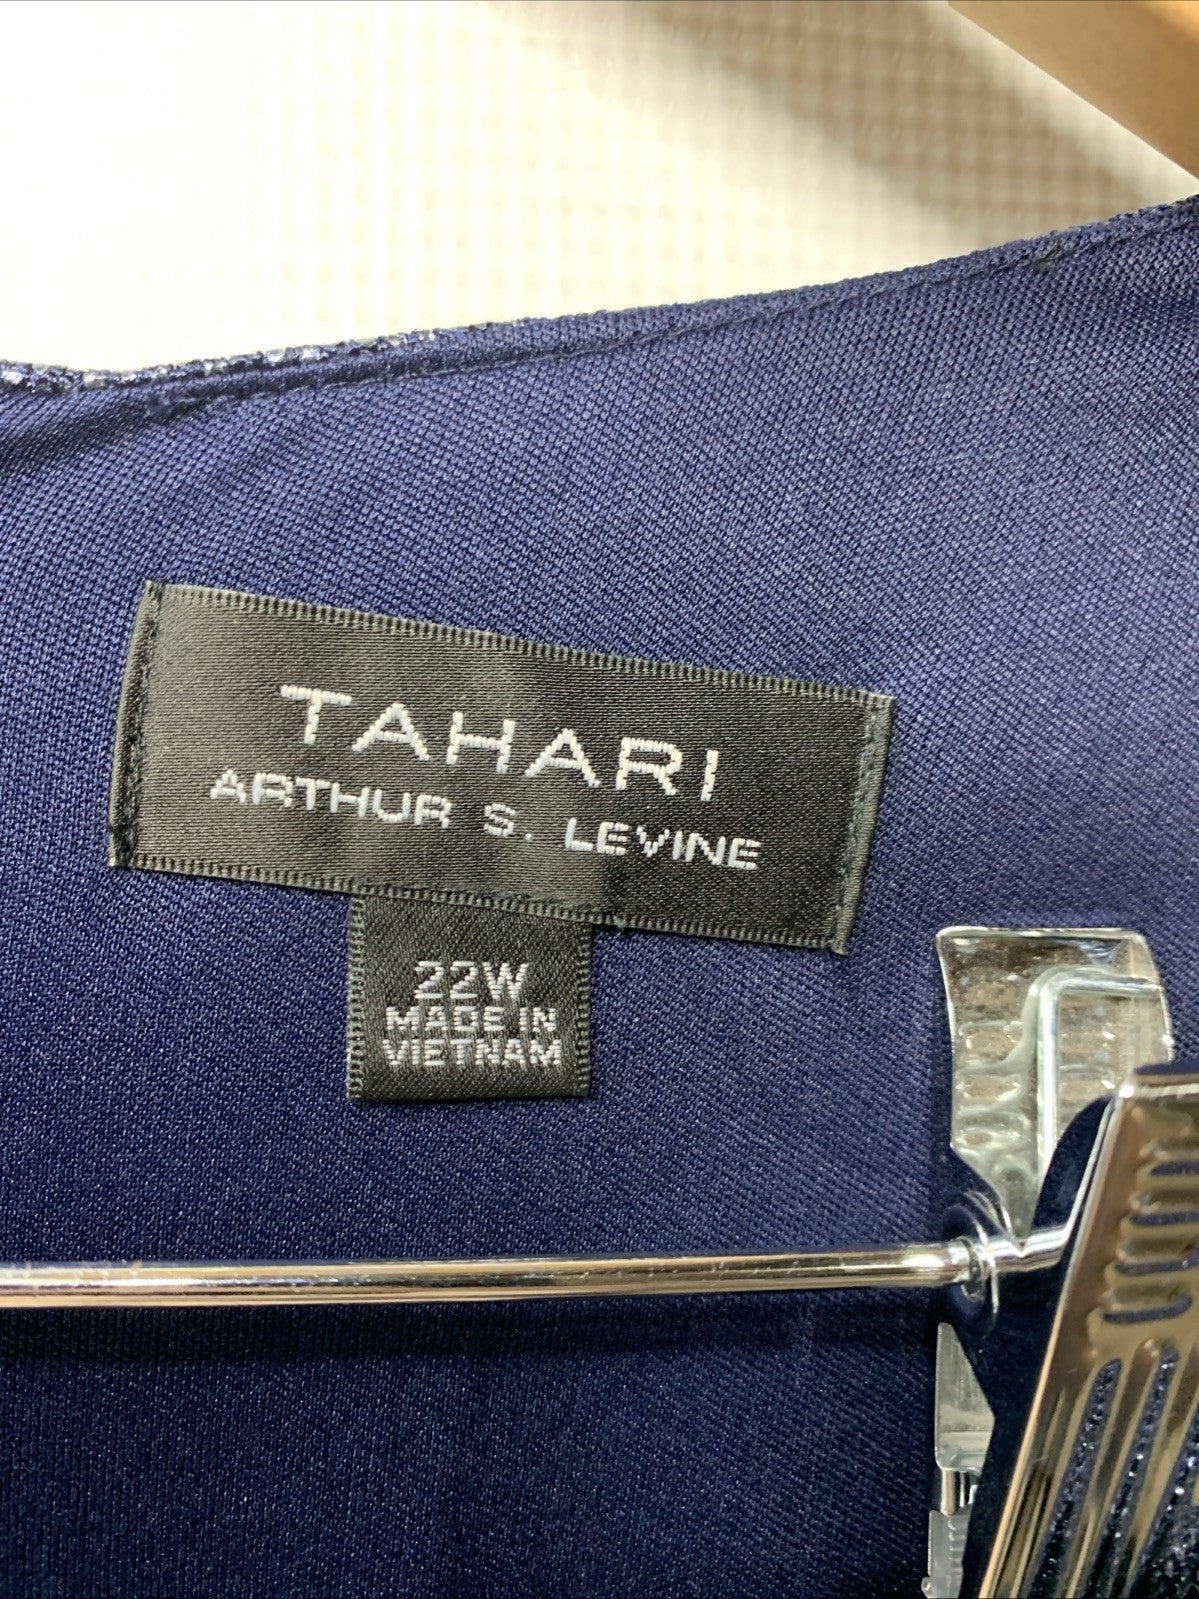 TAHARI
ARTHUR S. LEVINE
22W
MADE IN
VIETNAM